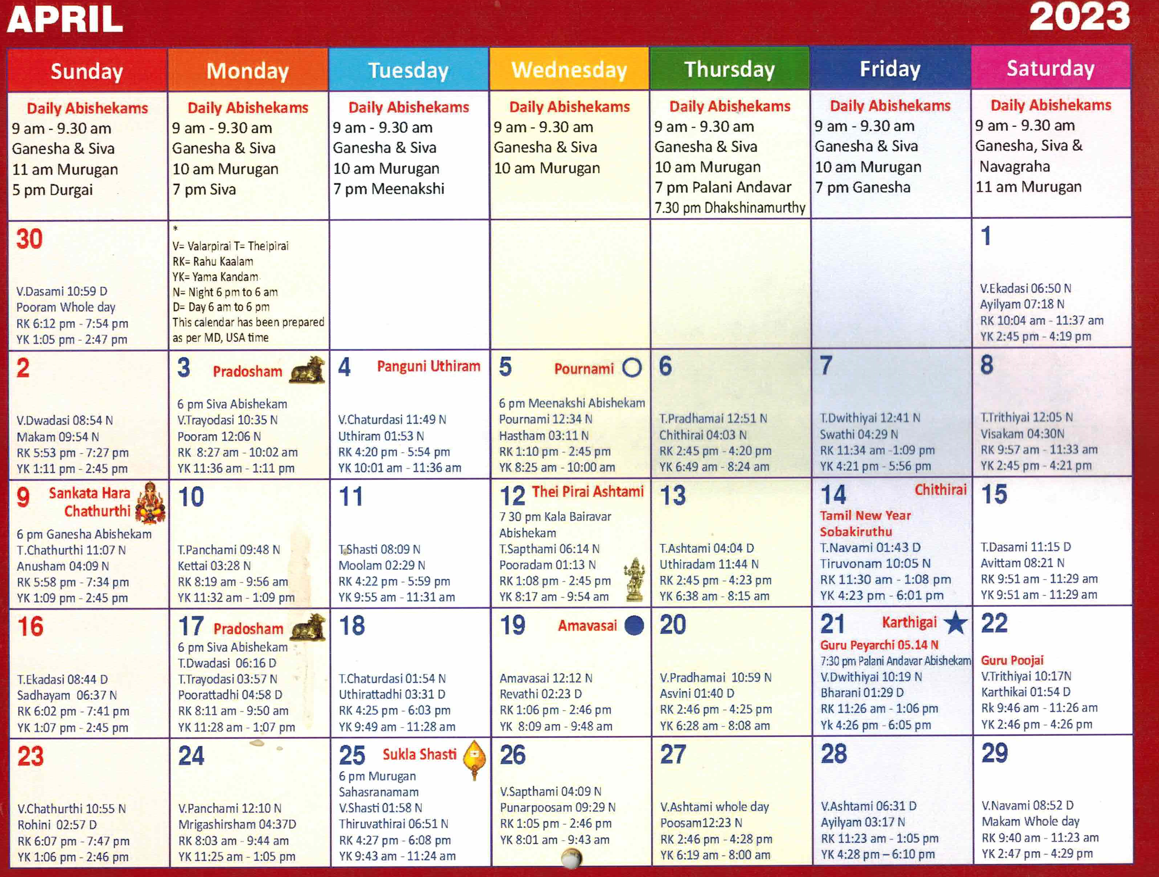 APRIL
2023
Sunday
Monday
Tuesday
Wednesday
Thursday
Friday
Saturday
Daily Abishekams
9 am - 9.30 am
Ganesha & Siva
11 am Murugan
5 pm Durgai
Daily Abishekams
9 am - 9.30 am
Ganesha & Siva
10 am Murugan
7 pm Siva
Daily Abishekams
9 am - 9.30 am
Ganesha & Siva
10 am Murugan
7 pm Meenakshi
Daily Abishekams
9 am - 9.30 am
Ganesha & Siva
10 am Murugan
Daily Abishekams
9 am - 9.30 am
Ganesha & Siva
10 am Murugan
7 pm Palani Andavar
7.30 pm Dhakshinamurthy
Daily Abishekams
9 am - 9.30 am
Ganesha & Siva
10 am Murugan
7 pm Ganesha
Daily Abishekams
9 am - 9.30 am
Ganesha, Siva &
Navagraha
11 am Murugan
30
V.Dasami 10:59 D
Pooram Whole day
RK 6:12 pm - 7:54 pm
YK 1:05 pm - 2:47 pm
*
V= Valarpirai T= Theipirai
RK= Rahu Kaalam
YK= Yama Kandam
N= Night 6 pm to 6 am
D= Day 6 am to 6 pm
This calendar has been prepared
as per MD, USA time
1
V.Ekadasi 06:50 N
Ayilyam 07:18 N
RK 10:04 am - 11:37 am
YK 2:45 pm - 4:19 pm
2
V.Dwadasi 08:54 N
Makam 09:54 N
RK 5:53 pm - 7:27 pm
YK 1:11 pm - 2:45 pm
3 Pradosham
6 pm Siva Abishekam
V.Trayodasi 10:35 N
Pooram 12:06 N
RK 8:27 am - 10:02 am
YK 11:36 am - 1:11 pm
4 Panguni Uthiram
V.Chaturdasi 11:49 N
Uthiram 01:53 N
RK 4:20 pm - 5:54 pm
YK 10:01 am - 11:36 am
5 Pournami
6 pm Meenakshi Abishekam
Pournami 12:34 N
Hastham 03:11 N
RK 1:10 pm - 2:45 pm
YK 8:25 am - 10:00 am
6
T.Pradhamai 12:51 N
Chithirai 04:03 N
RK 2:45 pm - 4:20 pm
YK 6:49 am - 8:24 am
7
T.Dwithiyai 12:41 N
Swathi 04:29 N
RK 11:34 am -1:09 pm
YK 4:21 pm - 5:56 pm
8
T.Trithiyai 12:05 N
Visakam 04:30N
RK 9:57 am - 11:33 am
YK 2:45 pm - 4:21 pm
9 Sankata Hara
Chathurthi
6 pm Ganesha Abishekam
T.Chathurthi 11:07 N
Anusham 04:09 N
RK 5:58 pm - 7:34 pm
YK 1:09 pm - 2:45 pm
10
T.Panchami 09:48 N
Kettai 03:28 N
RK 8:19 am - 9:56 am
YK 11:32 am - 1:09 pm
11
T.Shasti 08:09 N
Moolam 02:29 N
RK 4:22 pm - 5:59 pm
YK 9:55 am - 11:31 am
12 Thei Pirai Ashtami
7 30 pm Kala Bairavar
Abishekam
T.Sapthami 06:14 N
Pooradam 01:13 N
RK 1:08 pm - 2:45 pm
YK 8:17 am - 9:54 am
13
T.Ashtami 04:04 D
Uthiradam 11:44 N
RK 2:45 pm - 4:23 pm
YK 6:38 am - 8:15 am
14 Chithirai
Tamil New Year
Sobakiruthu
T.Navami 01:43 D
Tiruvonam 10:05 N
RK 11:30 am - 1:08 pm
YK 4:23 pm - 6:01 pm
15
T.Dasami 11:15 D
Avittam 08:21 N
RK 9:51 am - 11:29 am
YK 9:51 am - 11:29 am
16
T.Ekadasi 08:44 D
Sadhayam 06:37 N
RK 6:02 pm - 7:41 pm
YK 1:07 pm - 2:45 pm
17 Pradosham
6 pm Siva Abishekam
T.Dwadasi 06:16 D
T.Trayodasi 03:57 N
Poorattadhi 04:58 D
RK 8:11 am - 9:50 am
YK 11:28 am - 1:07 pm
18
T.Chaturdasi 01:54 N
Uthirattadhi 03:31 D
RK 4:25 pm - 6:03 pm
YK 9:49 am - 11:28 am
19 Amavasai
Amavasai 12:12 N
Revathi 02:23 D
RK 1:06 pm - 2:46 pm
YK 8:09 am - 9:48 am
20
V.Pradhamai 10:59 N
Asvini 01:40 D
RK 2:46 pm - 4:25 pm
YK 6:28 am - 8:08 am
21 Karthigai
Guru Peyarchi 05.14 N
7:30 pm Palani Andavar Abishekam
V.Dwithiyai 10:19 N
Bharani 01:29 D
RK 11:26 am - 1:06 pm
Yk 4:26 pm - 6:05 pm
22
Guru Poojai
V.Trithiyai 10:17N
Karthikai 01:54 D
Rk 9:46 am - 11:26 am
YK 2:46 pm - 4:26 pm
23
V.Chathurthi 10:55 N
Rohini 02:57 D
RK 6:07 pm - 7:47 pm
YK 1:06 pm - 2:46 pm
24
V.Panchami 12:10 N
Mrigashirsham 04:37D
RK 8:03 am - 9:44 am
YK 11:25 am - 1:05 pm
25 Sukla Shasti
6 pm Murugan
Sahasranamam
V.Shasti 01:58 N
Thiruvathirai 06:51 N
RK 4:27 pm - 6:08 pm
YK 9:43 am - 11:24 am
26
V.Sapthami 04:09 N
Punarpoosam 09:29 N
RK 1:05 pm - 2:46 pm
YK 8:01 am - 9:43 am
27
V.Ashtami whole day
Poosam12:23 N
RK 2:46 pm - 4:28 pm
YK 6:19 am - 8:00 am
28
V.Ashtami 06:31 D
Ayilyam 03:17 N
RK 11:23 am - 1:05 pm
YK 4:28 pm – 6:10 pm
29
V.Navami 08:52 D
Makam Whole day
RK 9:40 am - 11:23 am
YK 2:47 pm - 4:29 pm